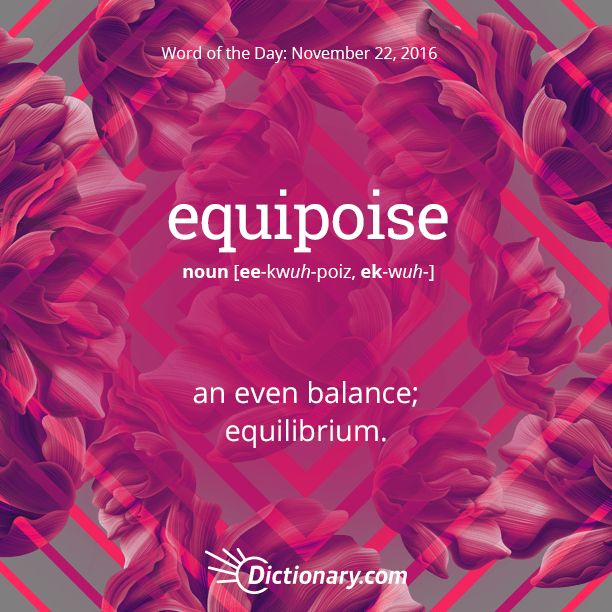 Word of the Day: November 22, 2016
equipoise
noun [ee-kwuh-poiz, ek-wuh-]
an even balance;
equilibrium.
Dictionary.com